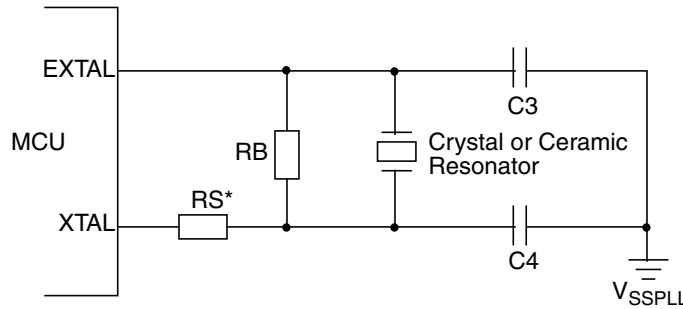 EXTAL
C3
MCU
RB
Crystal or Ceramic
Resonator
RS*
XTAL
C4
VSSPLL